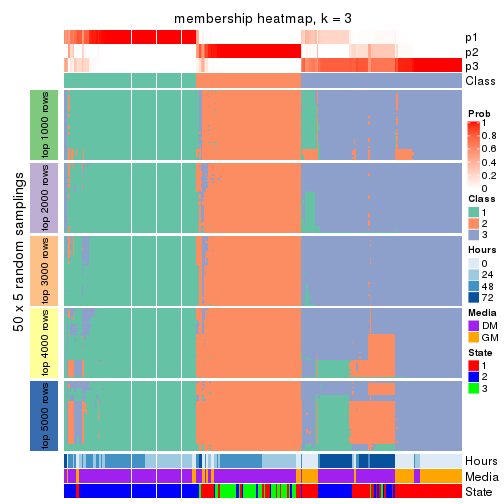 membership heatmap, k = 3
p1
p2
p3
Class
50 x 5 random samplings
top 1000 rows
top 2000 rows
top 3000 rows
top 4000 rows
top 5000 rows
Hours
Media
State
Prob
1
0.8
0.6
0.4
0.2
0
Class
1
2
3
Hours
0
24
48
72
Media
DM
GM
State
1
2
3